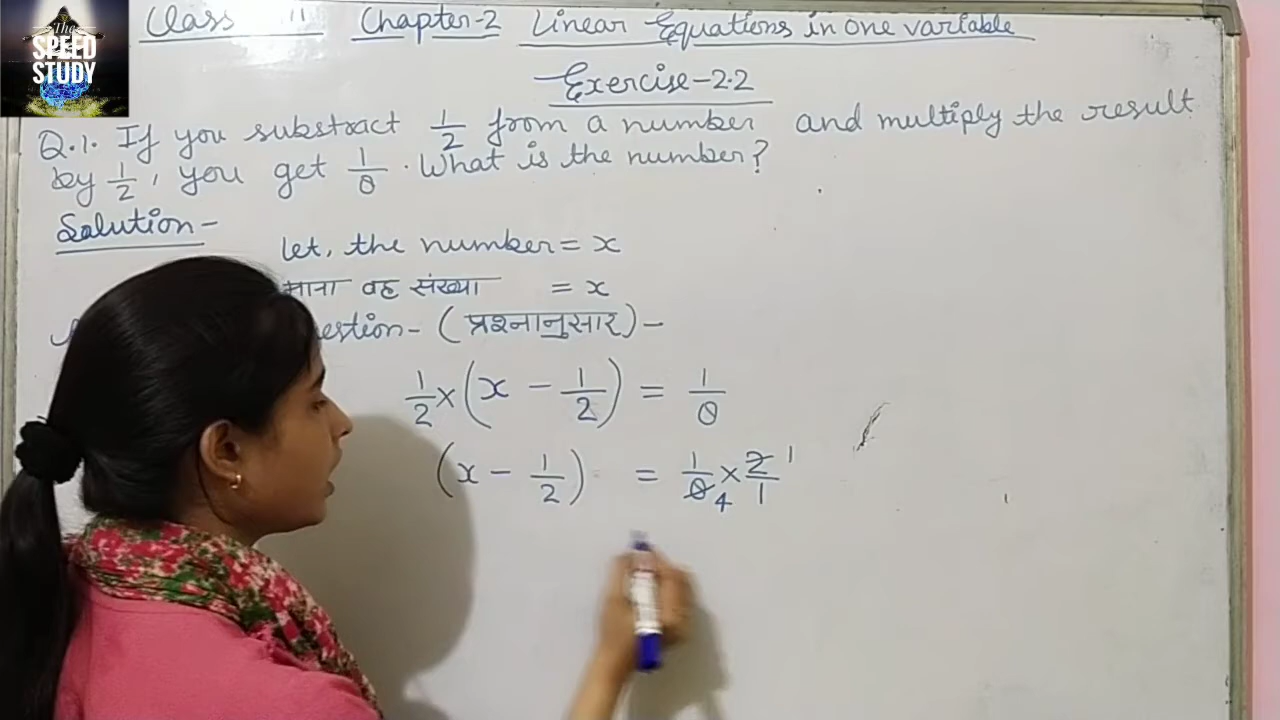 The
SPEED
STUDY
Class III Chapter-2 Linear Equations in one variable
Exercise-2.2
Q.1. If you substract 1/2 from a number and multiply the result
by 1/2, you get 1/8. What is the number?
Solution-
let, the number = x
माना वह संख्या = x
estion- (प्रश्नानुसार)-
1/2 × (x - 1/2) = 1/8
(x - 1/2) = 1/8 4 × 2/1 1